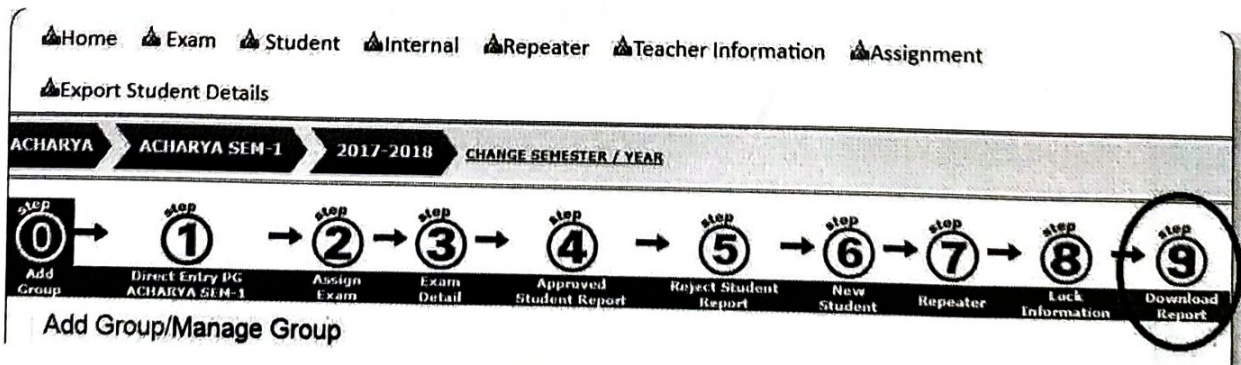 Home Exam Student Internal Repeater Teacher Information Assignment
Export Student Details
ACHARYA ACHARYA SEM-1 2017-2018 CHANGE SEMESTER / YEAR
step step step step step step step step step step
0 1 2 3 4 5 6 7 8 9
Add Direct Entry PG Assign Exam Approved Reject Student New Repeater Lock Download
Group ACHARYA SEM-1 Exam Detail Student Report Report Student Information Report
Add Group/Manage Group